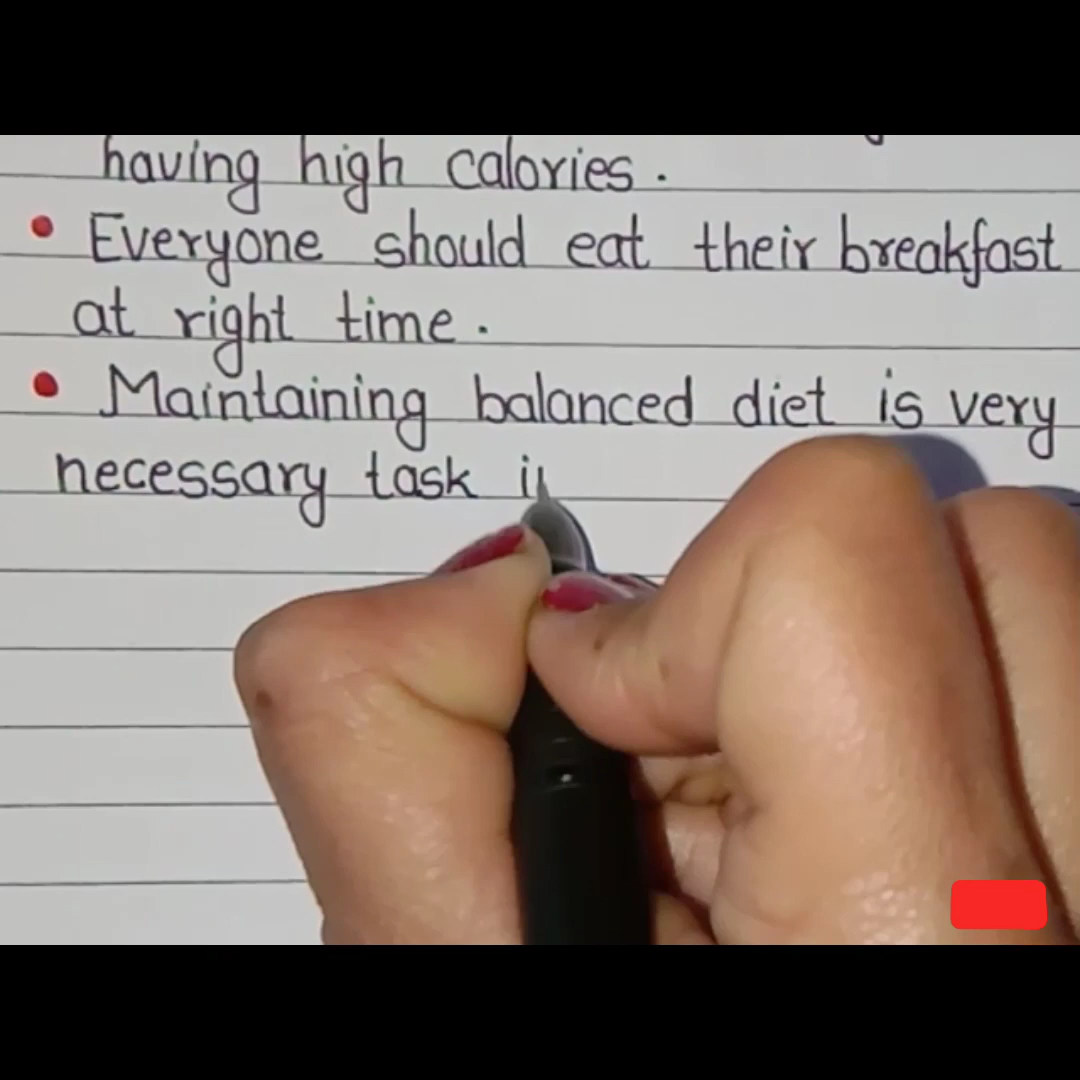 having high calories.
• Everyone should eat their breakfast
at right time.
• Maintaining balanced diet is very
necessary task